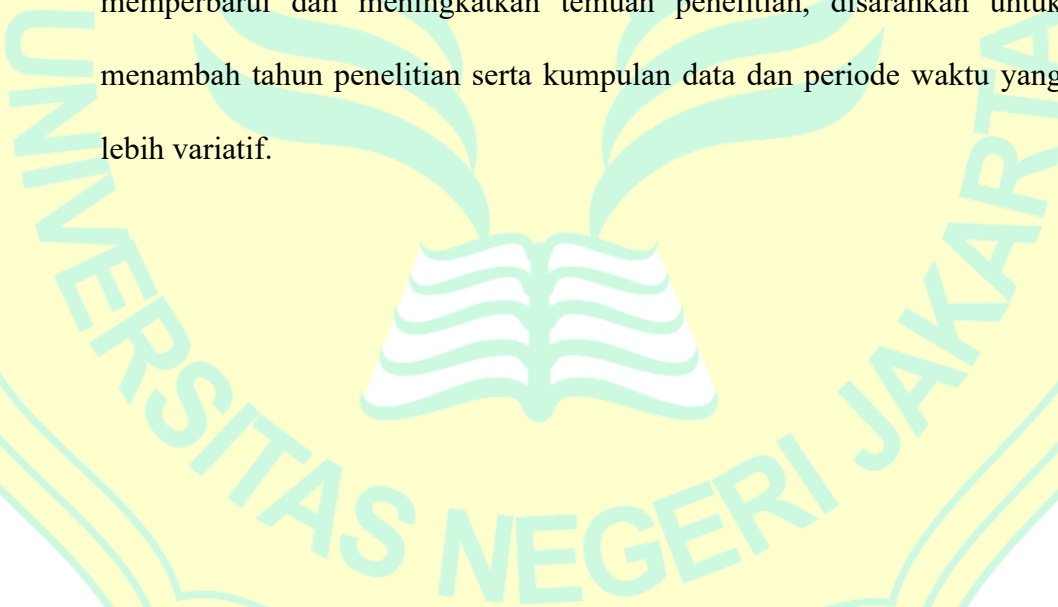 memperbarui dan meningkatkan temuan penelitian, disarankan untuk
menambah tahun penelitian serta kumpulan data dan periode waktu yang
lebih variatif.
UNIVERSITAS NEGERI JAKARTA